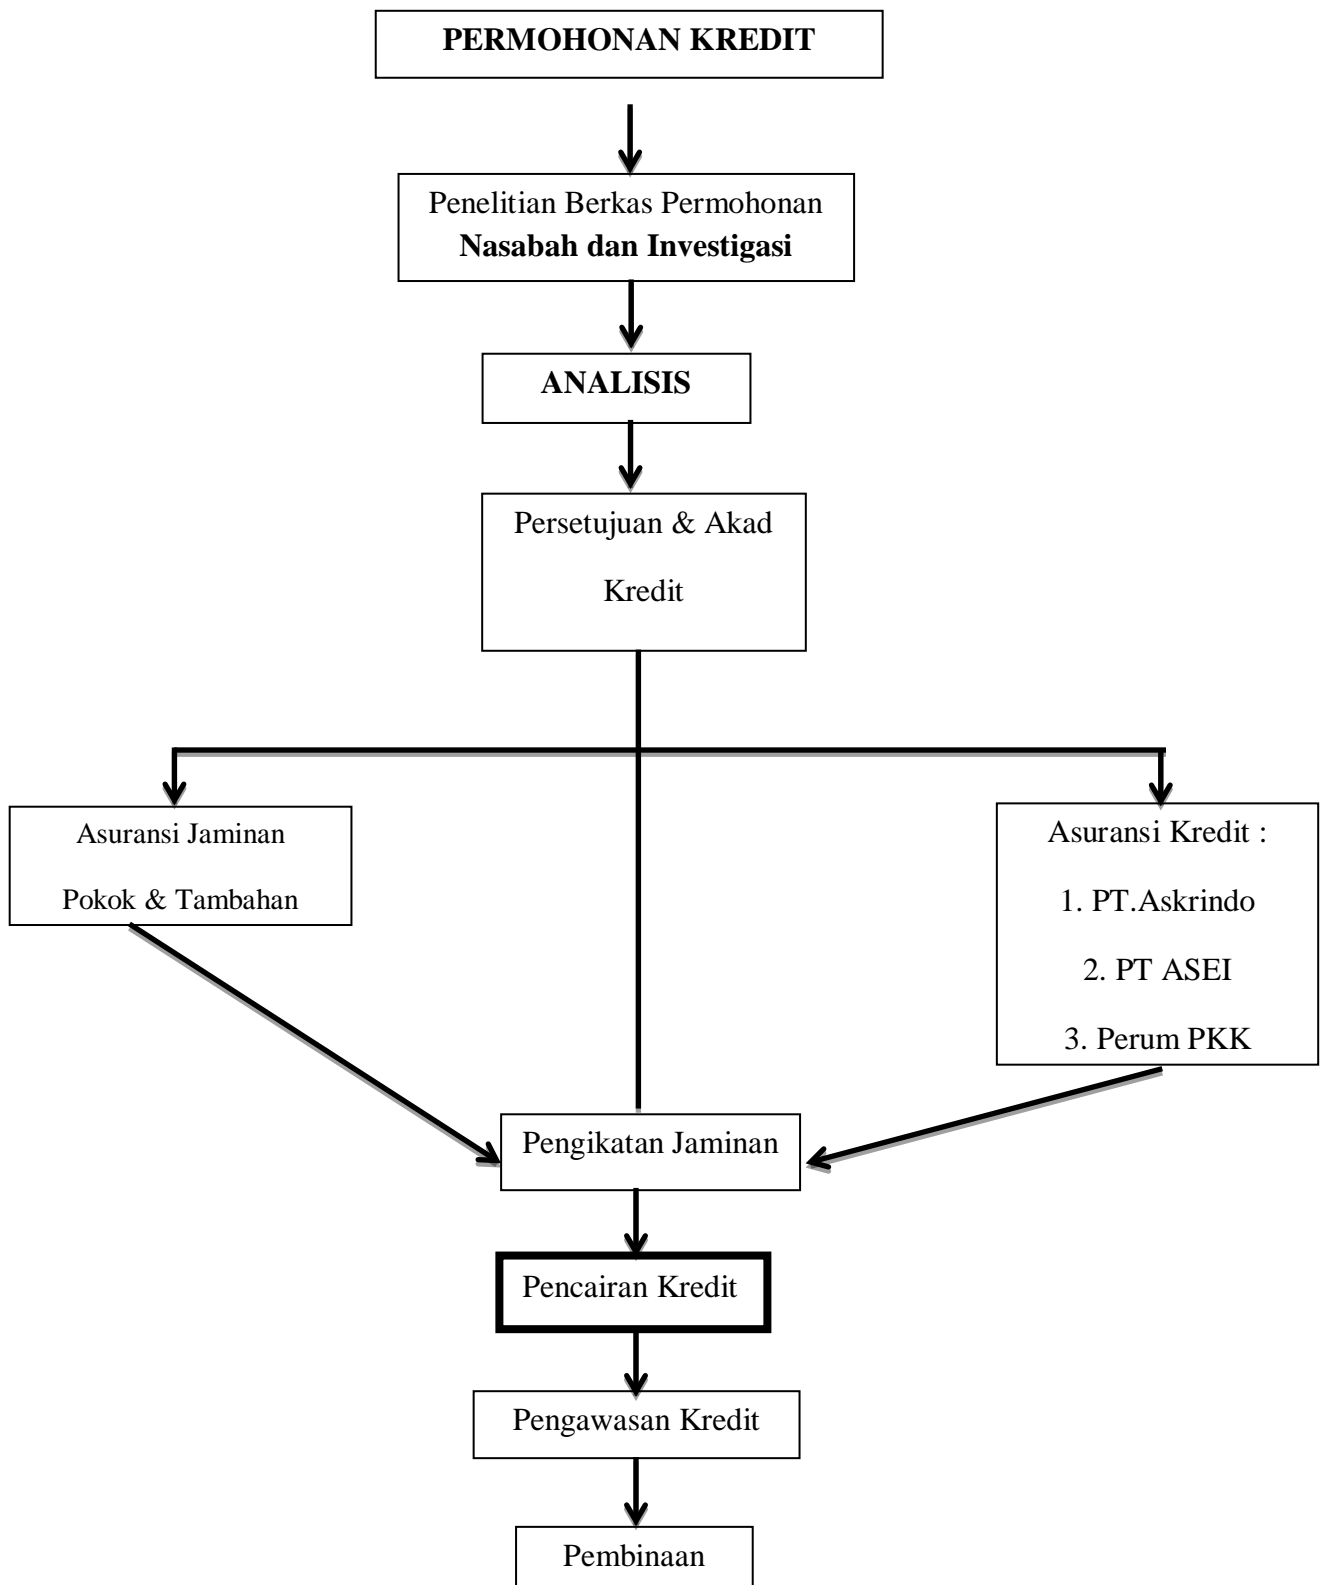 PERMOHONAN KREDIT
Penelitian Berkas Permohonan
Nasabah dan Investigasi
ANALISIS
Persetujuan & Akad
Kredit
Asuransi Jaminan
Pokok & Tambahan
Asuransi Kredit :
1. PT.Askrindo
2. PT ASEI
3. Perum PKK
Pengikatan Jaminan
Pencairan Kredit
Pengawasan Kredit
Pembinaan